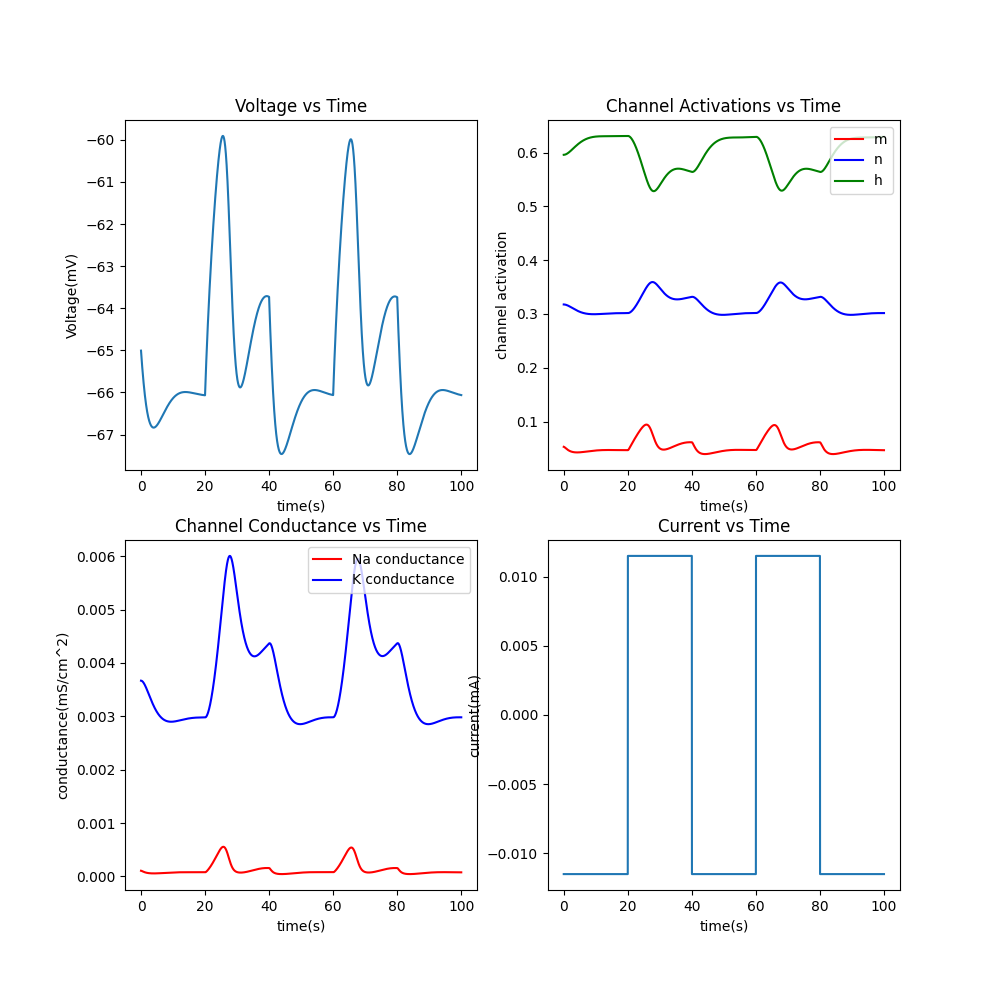 Voltage vs Time
Voltage(mV)
−60
−61
−62
−63
−64
−65
−66
−67
0 20 40 60 80 100
time(s)
Channel Activations vs Time
channel activation
0.6
0.5
0.4
0.3
0.2
0.1
m
n
h
0 20 40 60 80 100
time(s)
Channel Conductance vs Time
conductance(mS/cm^2)
0.006
0.005
0.004
0.003
0.002
0.001
0.000
Na conductance
K conductance
0 20 40 60 80 100
time(s)
Current vs Time
current(mA)
0.010
0.005
0.000
−0.005
−0.010
0 20 40 60 80 100
time(s)